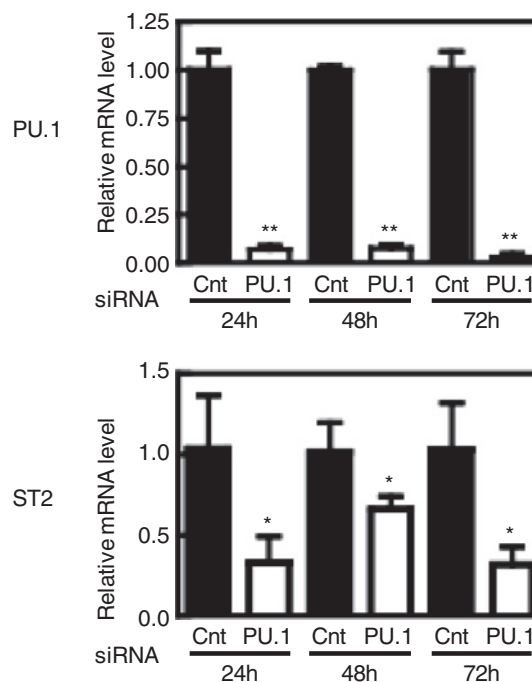 PU.1
Relative mRNA level
1.25
1.00
0.75
0.50
0.25
0.00
** ** **
Cnt PU.1 Cnt PU.1 Cnt PU.1
siRNA
24h 48h 72h
ST2
Relative mRNA level
1.5
1.0
0.5
0.0
* * *
Cnt PU.1 Cnt PU.1 Cnt PU.1
siRNA
24h 48h 72h